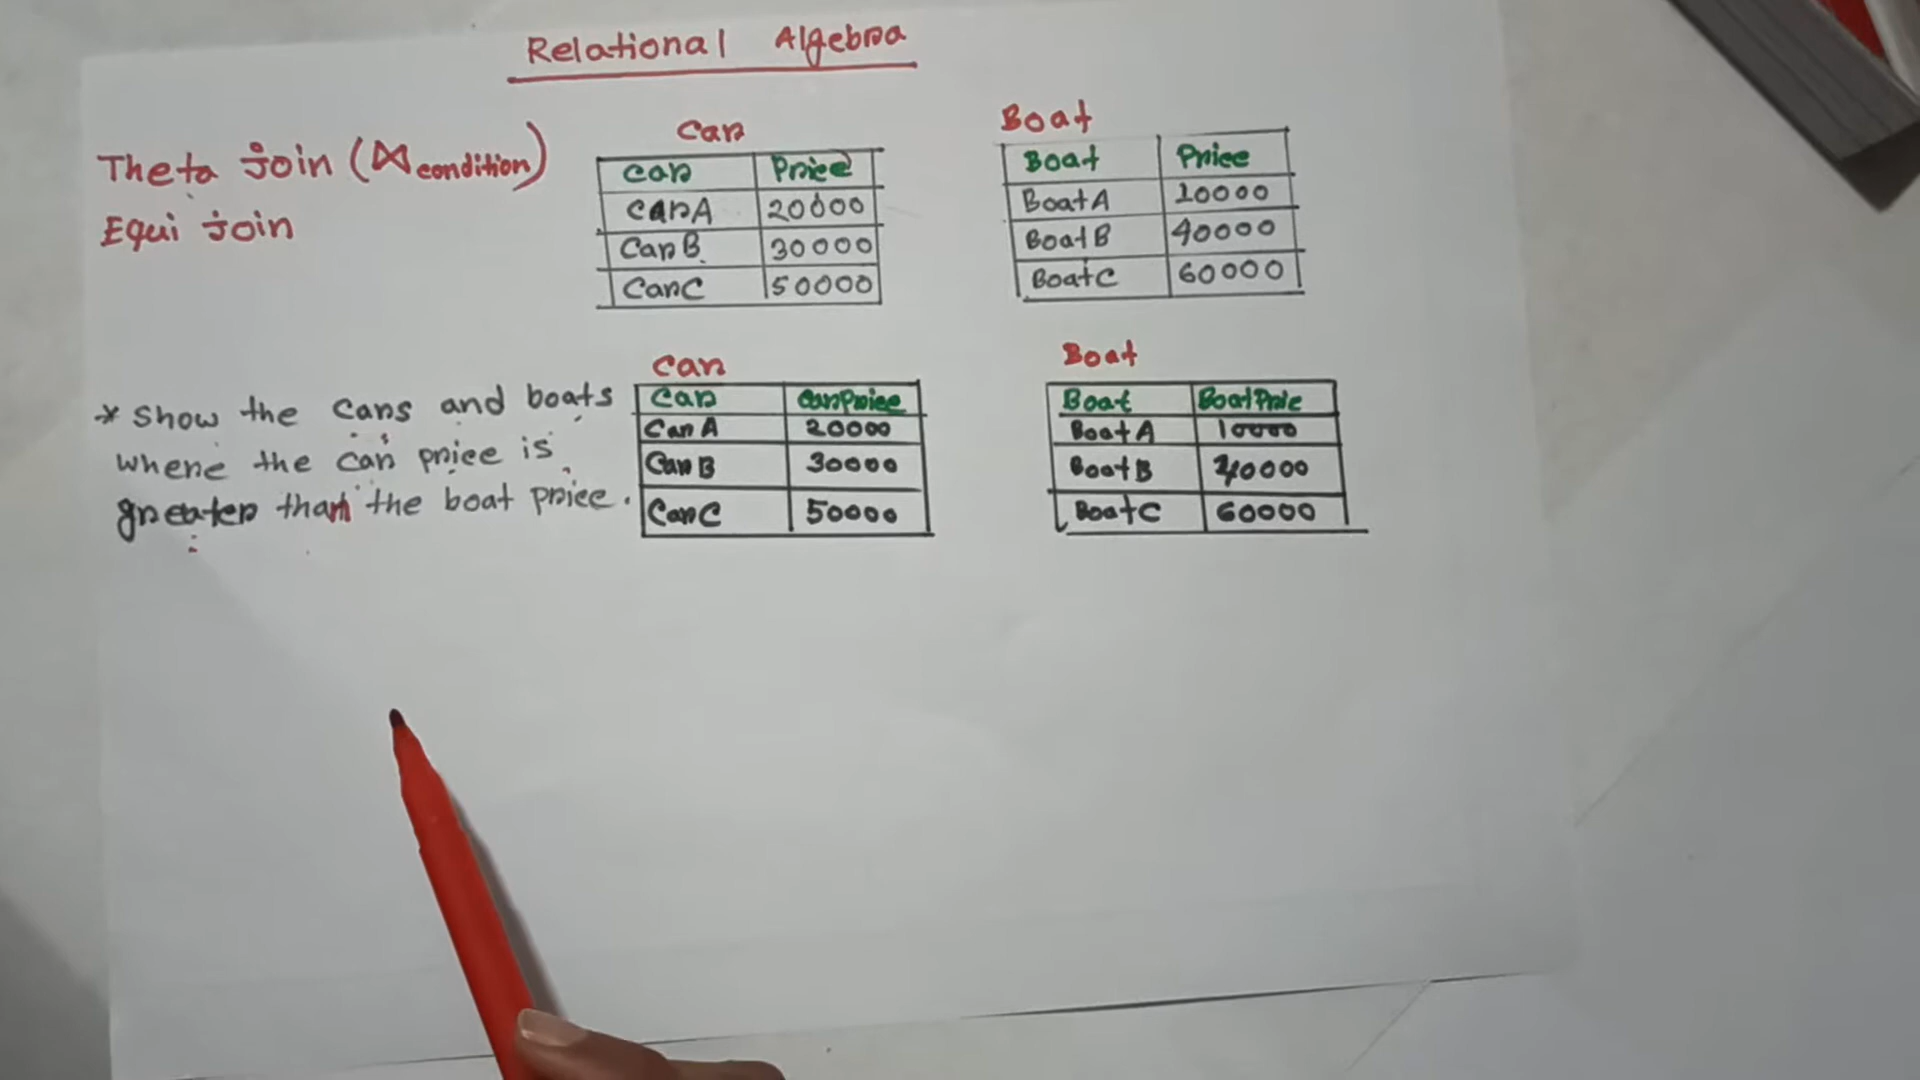 Relational Algebra
Theta join (⋈condition)
Equi join
Car
Car Price
CarA 20000
CarB 30000
CarC 50000
Boat
Boat Price
BoatA 10000
BoatB 40000
BoatC 60000
* Show the cars and boats
where the car price is
greater than the boat price.
Car
Car CarPrice
CarA 20000
CarB 30000
CarC 50000
Boat
Boat BoatPrice
BoatA 10000
BoatB 40000
BoatC 60000